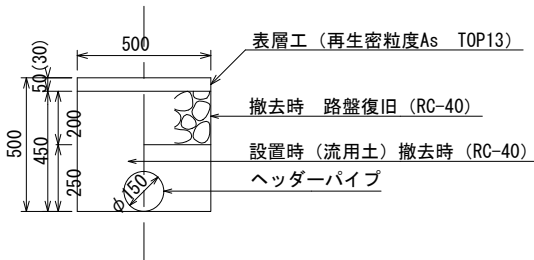 500
表層工（再生密粒度As　TOP13）
50(30)
撤去時　路盤復旧（RC-40）
200
500
450
設置時（流用土）撤去時（RC-40）
250
ヘッダーパイプ
φ150